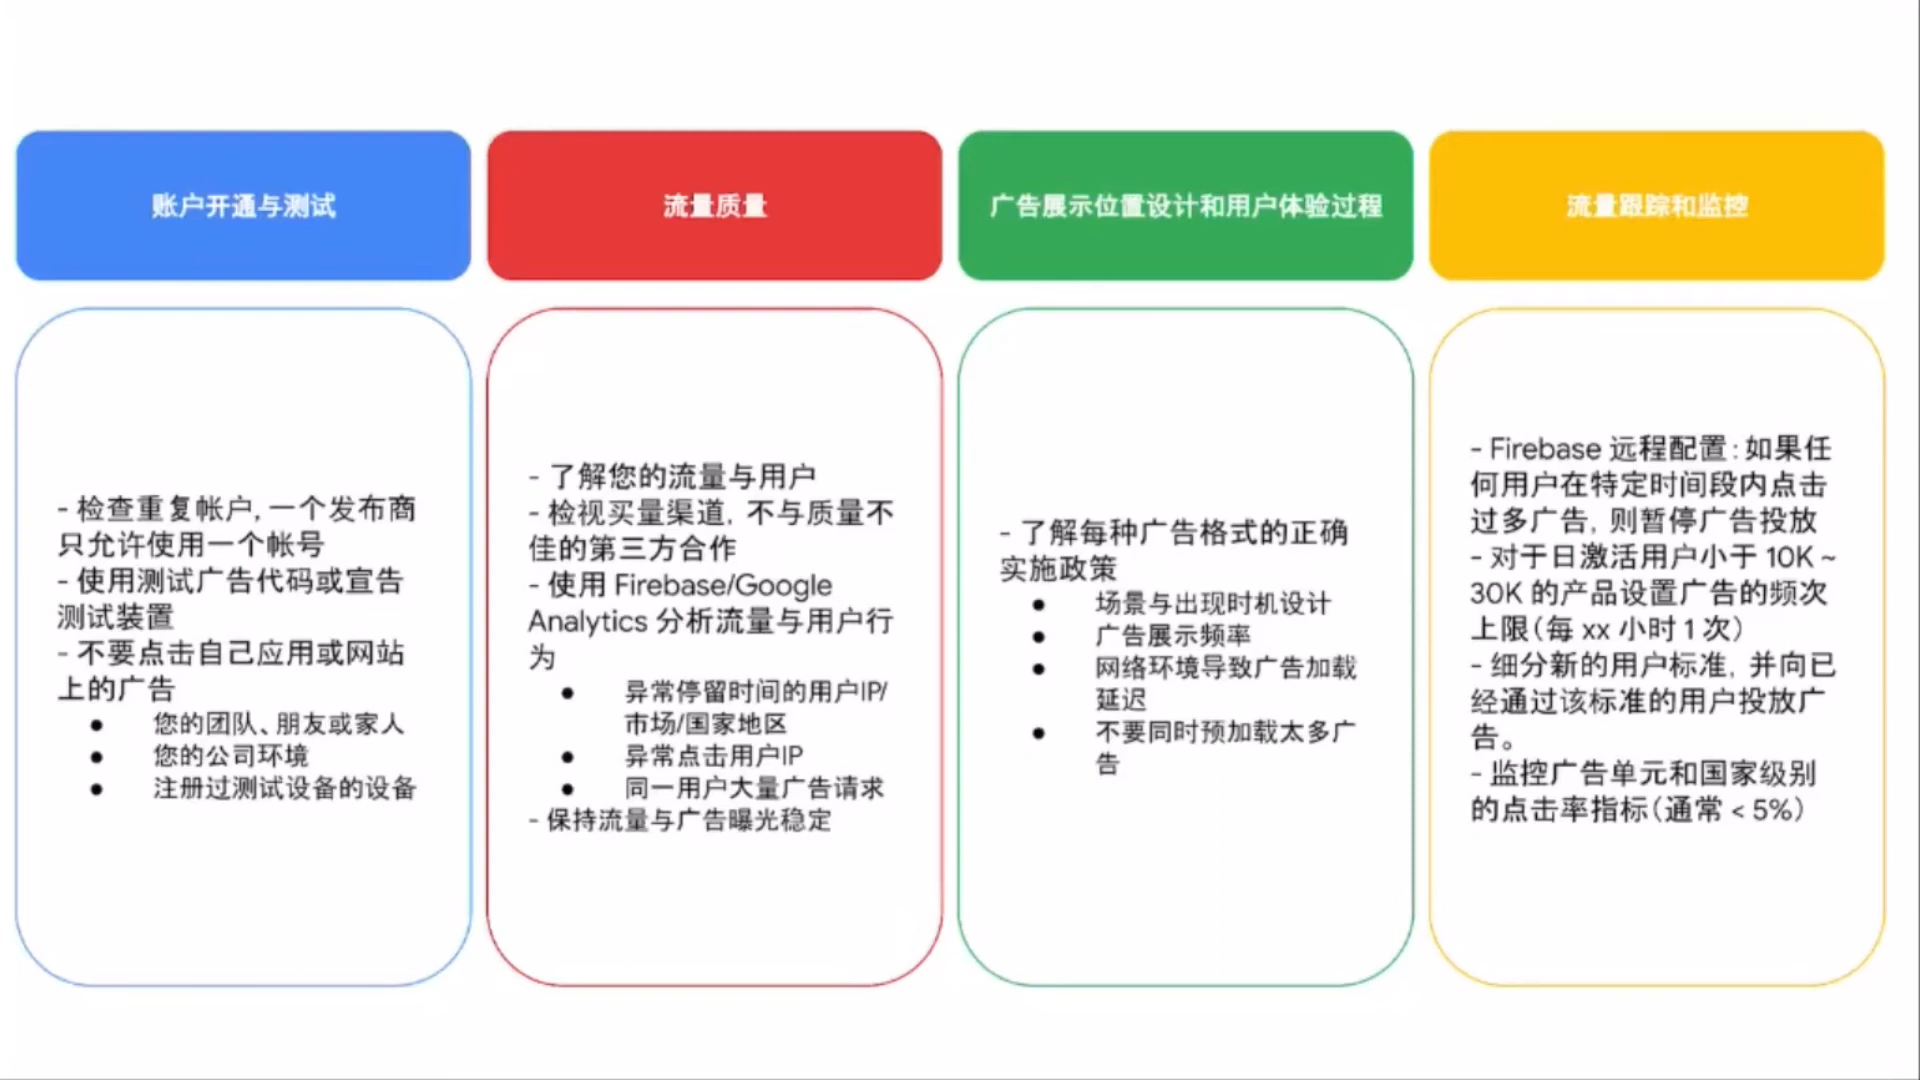 账户开通与测试
- 检查重复帐户, 一个发布商
只允许使用一个帐号
- 使用测试广告代码或宣告
测试装置
- 不要点击自己应用或网站
上的广告
● 您的团队、朋友或家人
● 您的公司环境
● 注册过测试设备的设备
流量质量
- 了解您的流量与用户
- 检视买量渠道, 不与质量不
佳的第三方合作
- 使用 Firebase/Google
Analytics 分析流量与用户行
为
● 异常停留时间的用户IP/
市场/国家地区
● 异常点击用户IP
● 同一用户大量广告请求
- 保持流量与广告曝光稳定
广告展示位置设计和用户体验过程
- 了解每种广告格式的正确
实施政策
● 场景与出现时机设计
● 广告展示频率
● 网络环境导致广告加载
延迟
● 不要同时预加载太多广
告
流量跟踪和监控
- Firebase 远程配置: 如果任
何用户在特定时间段内点击
过多广告, 则暂停广告投放
- 对于日激活用户小于 10K ~
30K 的产品设置广告的频次
上限(每 xx 小时 1 次)
- 细分新的用户标准, 并向已
经通过该标准的用户投放广
告。
- 监控广告单元和国家级别
的点击率指标(通常 < 5%)